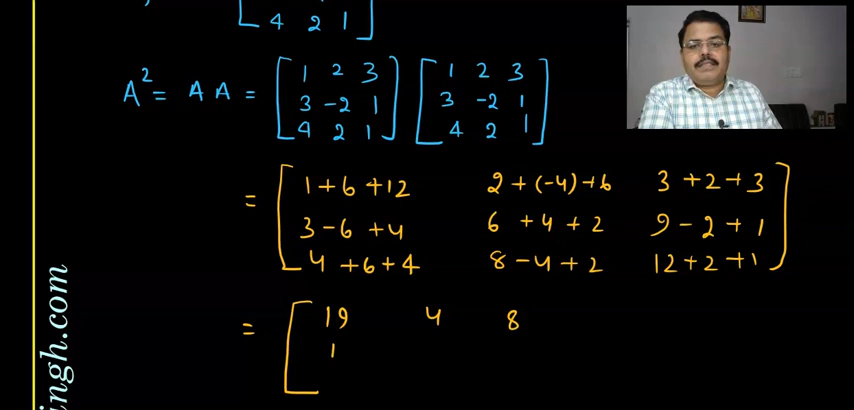 4 2 1
A² = A A = [ 1 2 3 ] [ 1 2 3 ]
3 -2 1 3 -2 1
4 2 1 4 2 1
= [ 1+6+12 2+(-4)+6 3+2+3 ]
3-6+4 6+4+2 9-2+1
4+6+4 8-4+2 12+2+1
= [ 19 4 8
1
ingh.com